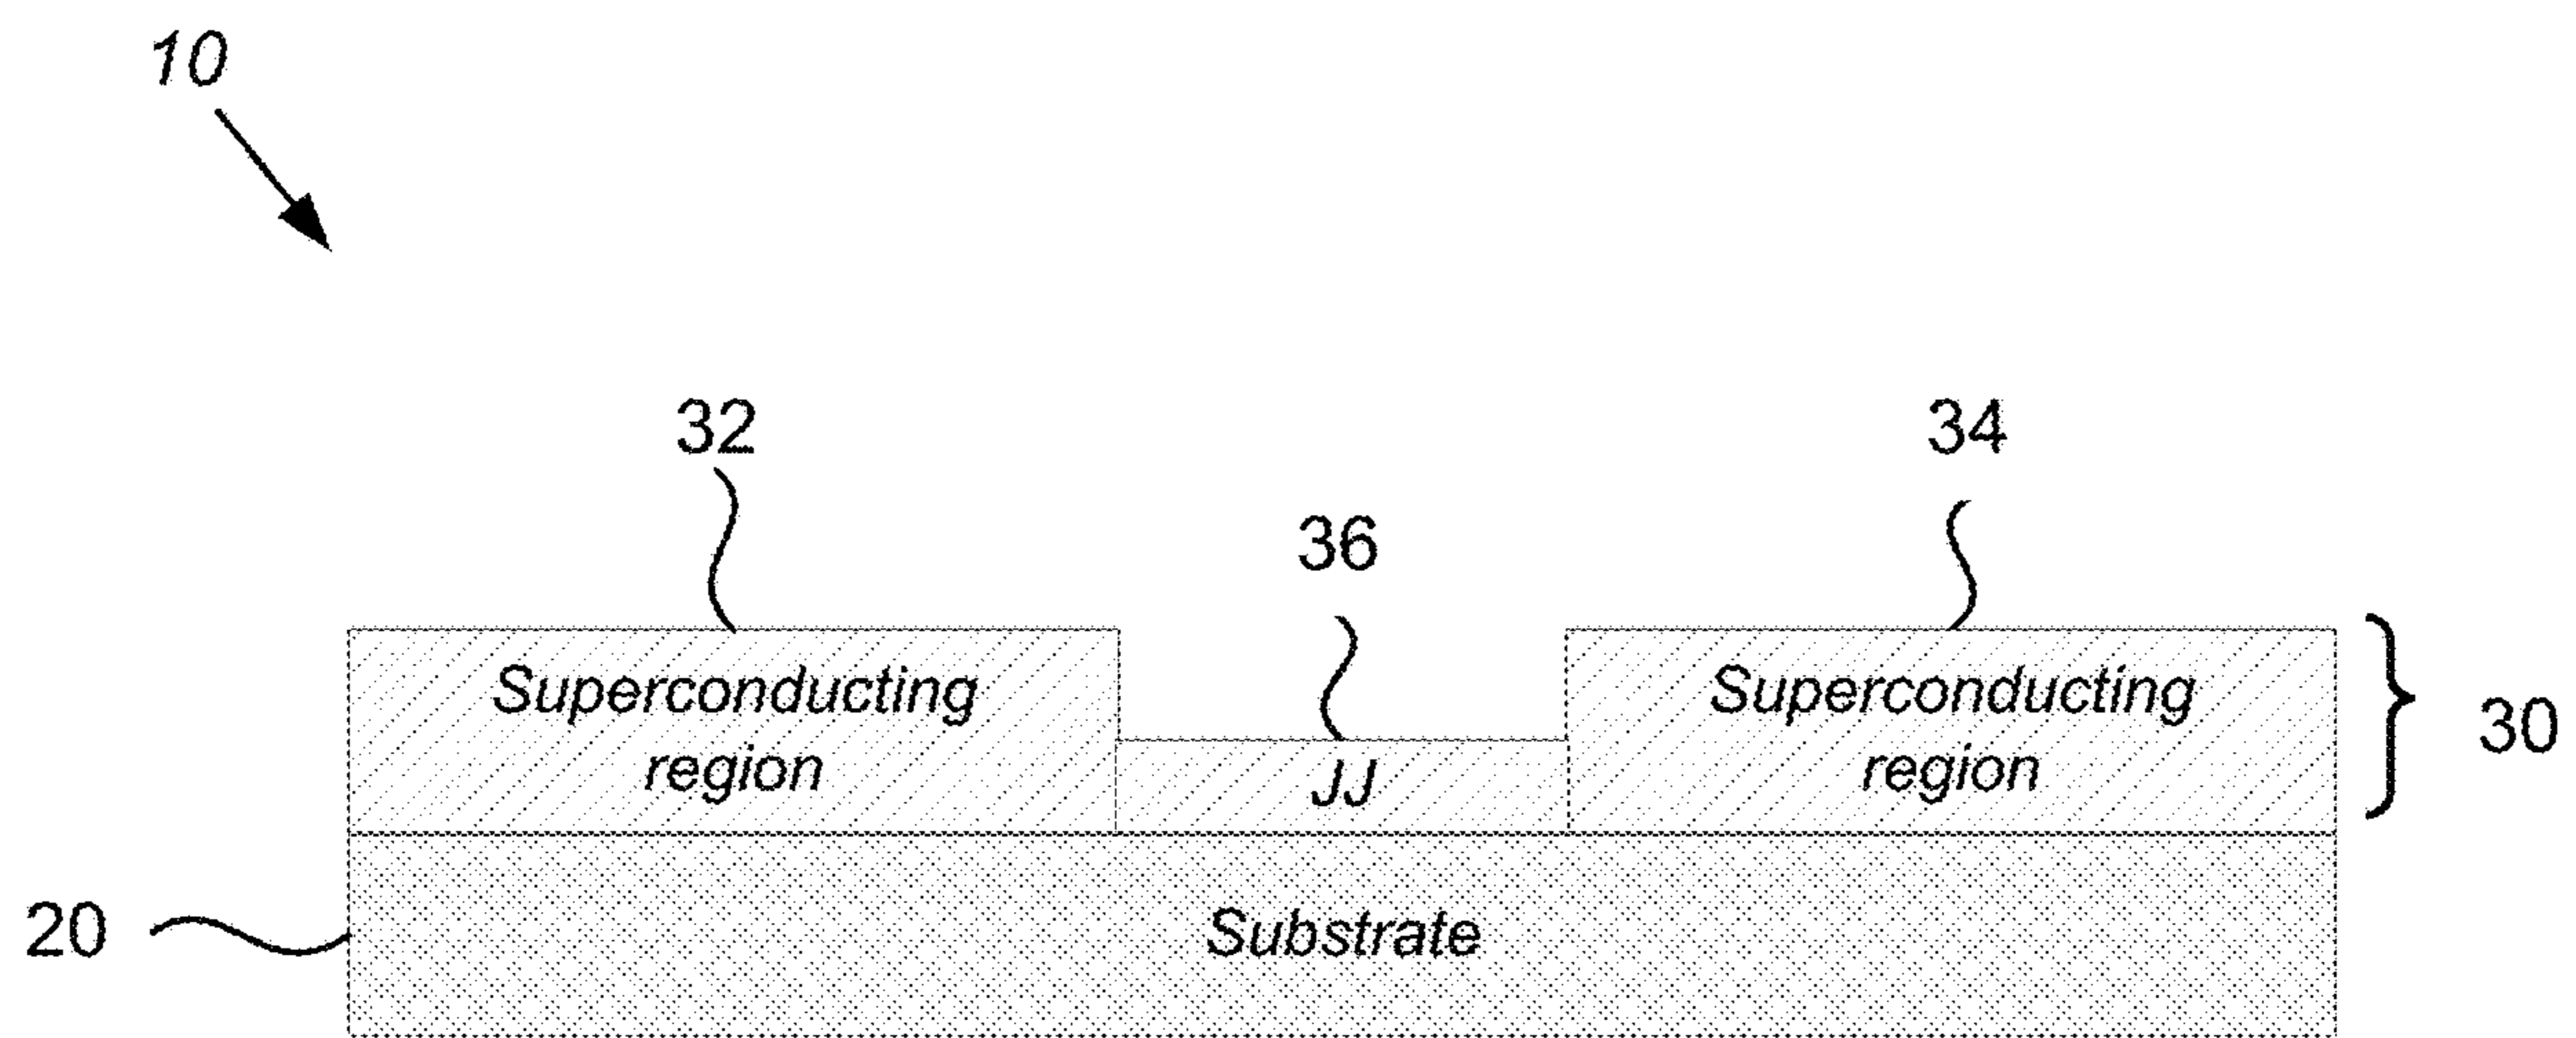 10
32
34
36
Superconducting
region
Superconducting
region
30
JJ
20
Substrate